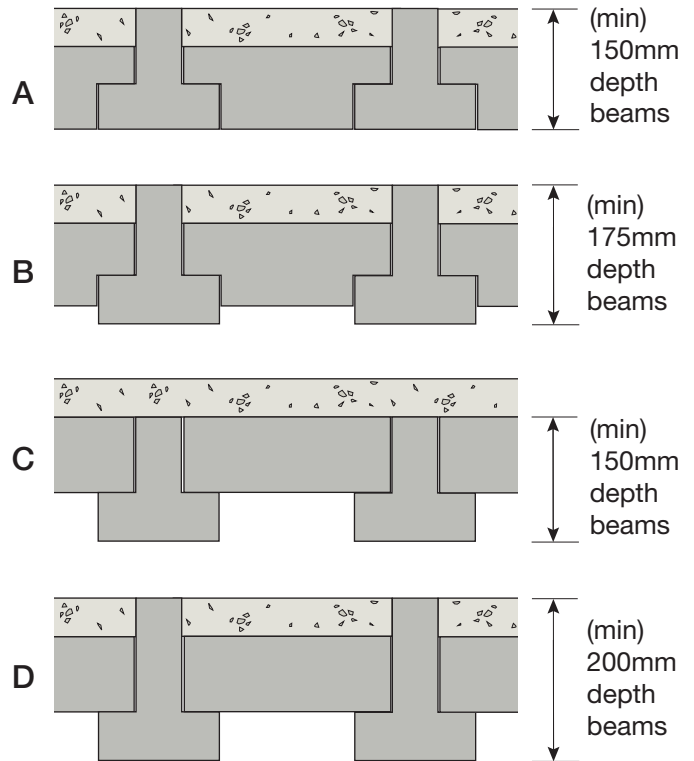 A
(min)
150mm
depth
beams
B
(min)
175mm
depth
beams
C
(min)
150mm
depth
beams
D
(min)
200mm
depth
beams